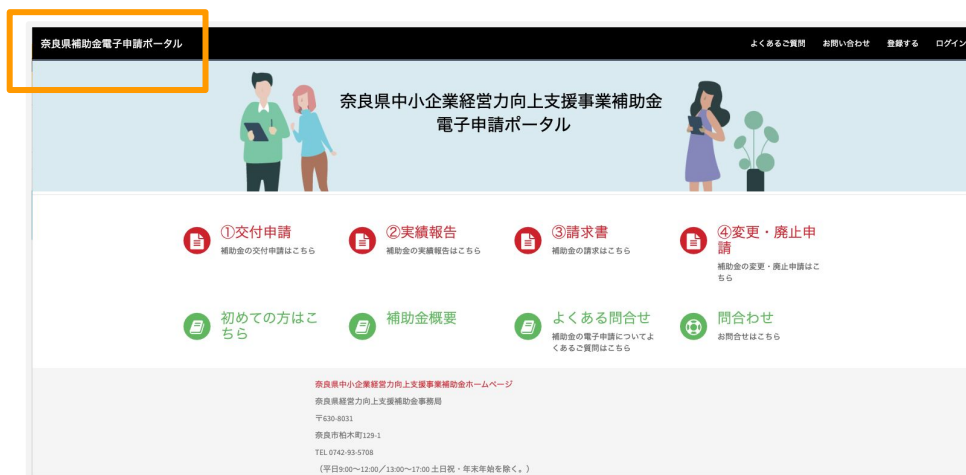 奈良県補助金電子申請ポータル
よくあるご質問 お問い合わせ 登録する ログイン
奈良県中小企業経営力向上支援事業補助金
電子申請ポータル
①交付申請
補助金の交付申請はこちら
②実績報告
補助金の実績報告はこちら
③請求書
補助金の請求はこちら
④変更・廃止申
請
補助金の変更・廃止申請はこ
ちら
初めての方はこ
ちら
補助金概要
よくある問合せ
補助金の電子申請についてよ
くあるご質問はこちら
問合わせ
お問合せはこちら
奈良県中小企業経営力向上支援事業補助金ホームページ
奈良県経営力向上支援補助金事務局
〒630-8031
奈良市柏木町129-1
TEL 0742-93-5708
（平日9:00〜12:00/13:00〜17:00 土日祝・年末年始を除く。）